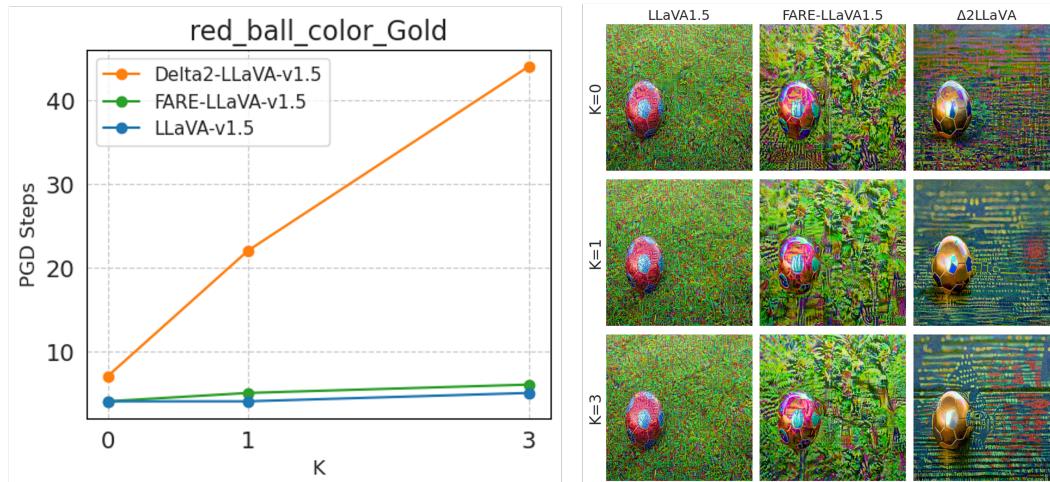 red_ball_color_Gold
Delta2-LLaVA-v1.5
FARE-LLaVA-v1.5
LLaVA-v1.5
PGD Steps
40
30
20
10
0
1
3
K
LLaVA1.5
FARE-LLaVA1.5
Δ2LLaVA
K=0
K=1
K=3